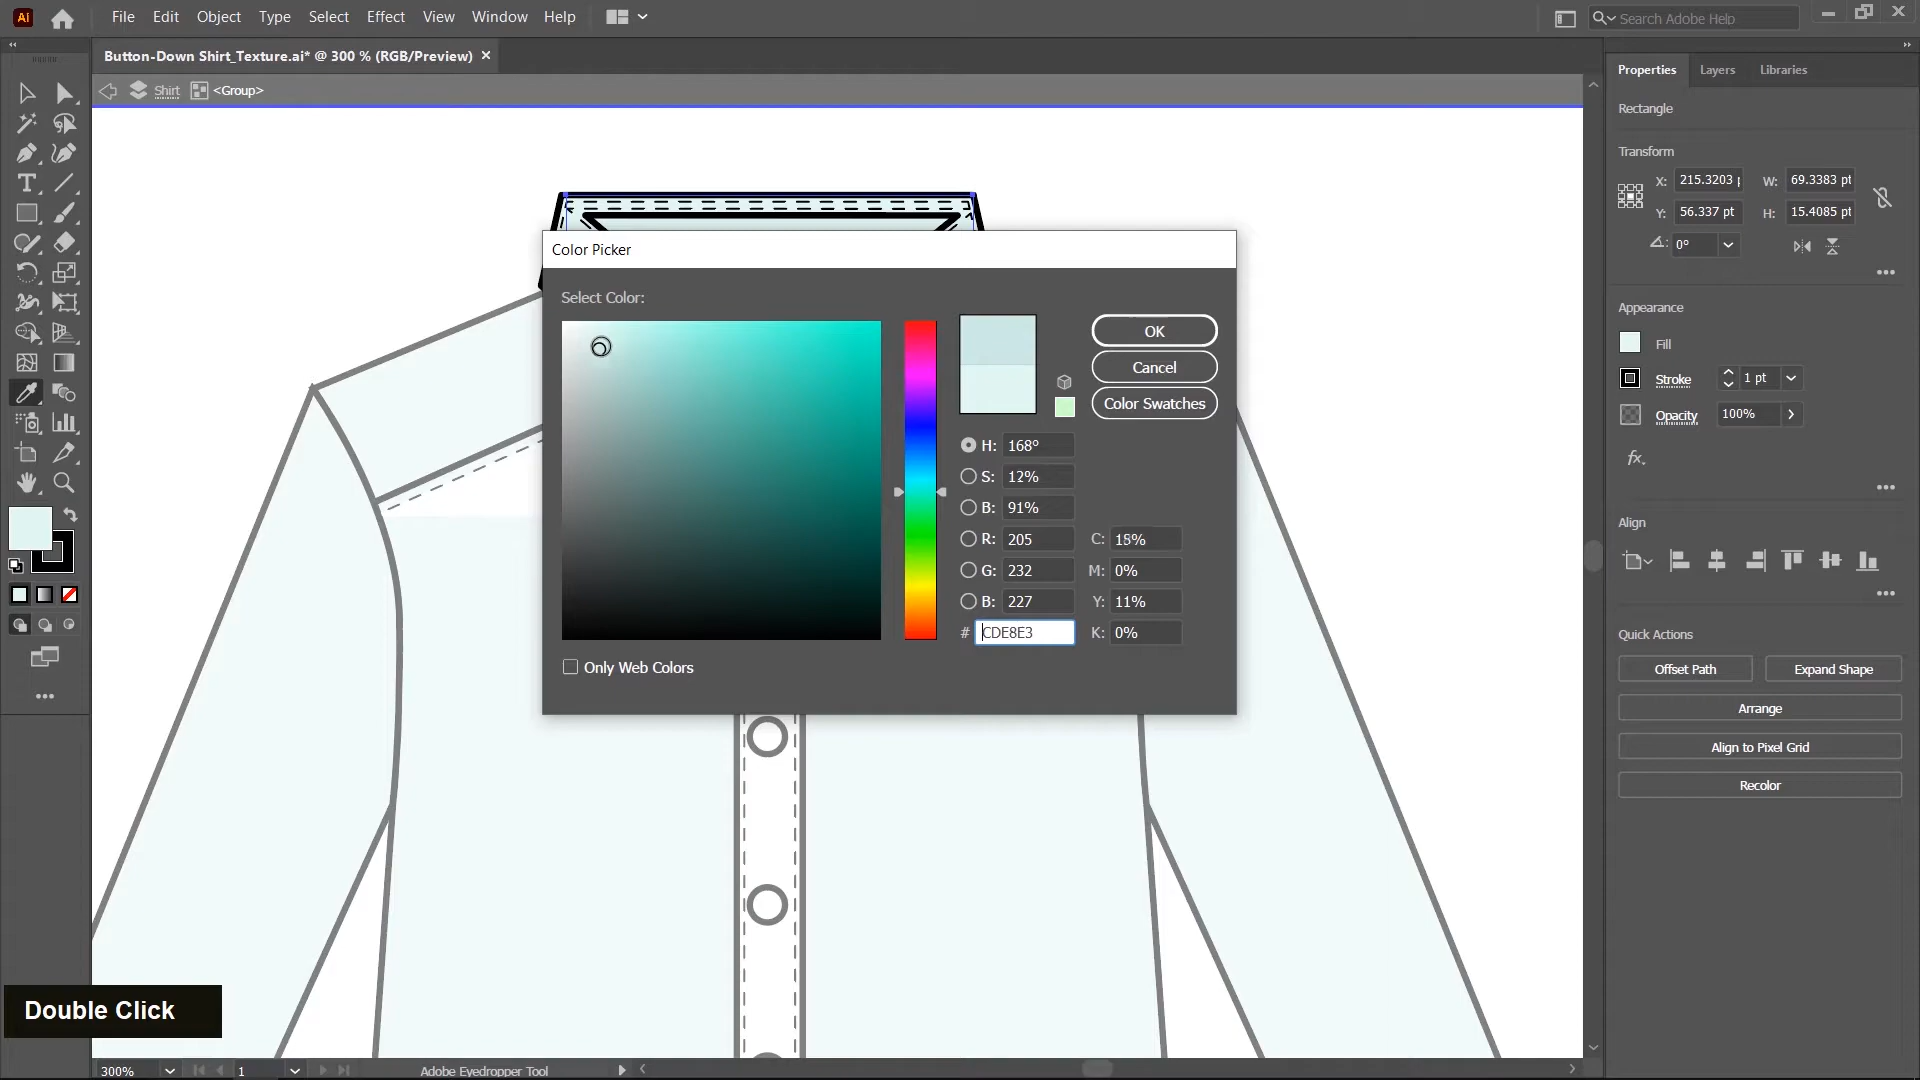 Ai File Edit Object Type Select Effect View Window Help Search Adobe Help
Button-Down Shirt_Texture.ai* @ 300 % (RGB/Preview) ×
Properties Layers Libraries
Shirt <Group>
Rectangle
Transform
X: 215.3203 p W: 69.3383 pt
Y: 56.337 pt H: 15.4085 pt
0°
Appearance
Fill
Stroke 1 pt
Opacity 100%
fx.
Align
Quick Actions
Offset Path Expand Shape
Arrange
Align to Pixel Grid
Recolor
Color Picker
Select Color:
OK
Cancel
Color Swatches
H: 168°
S: 12%
B: 91%
R: 205 C: 18%
G: 232 M: 0%
B: 227 Y: 11%
# CDE8E3 K: 0%
Only Web Colors
Double Click
300% 1 Adobe Eyedropper Tool